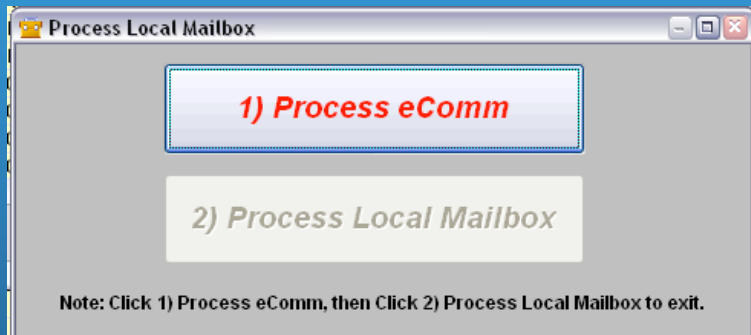 Process Local Mailbox
1) Process eComm
2) Process Local Mailbox
Note: Click 1) Process eComm, then Click 2) Process Local Mailbox to exit.